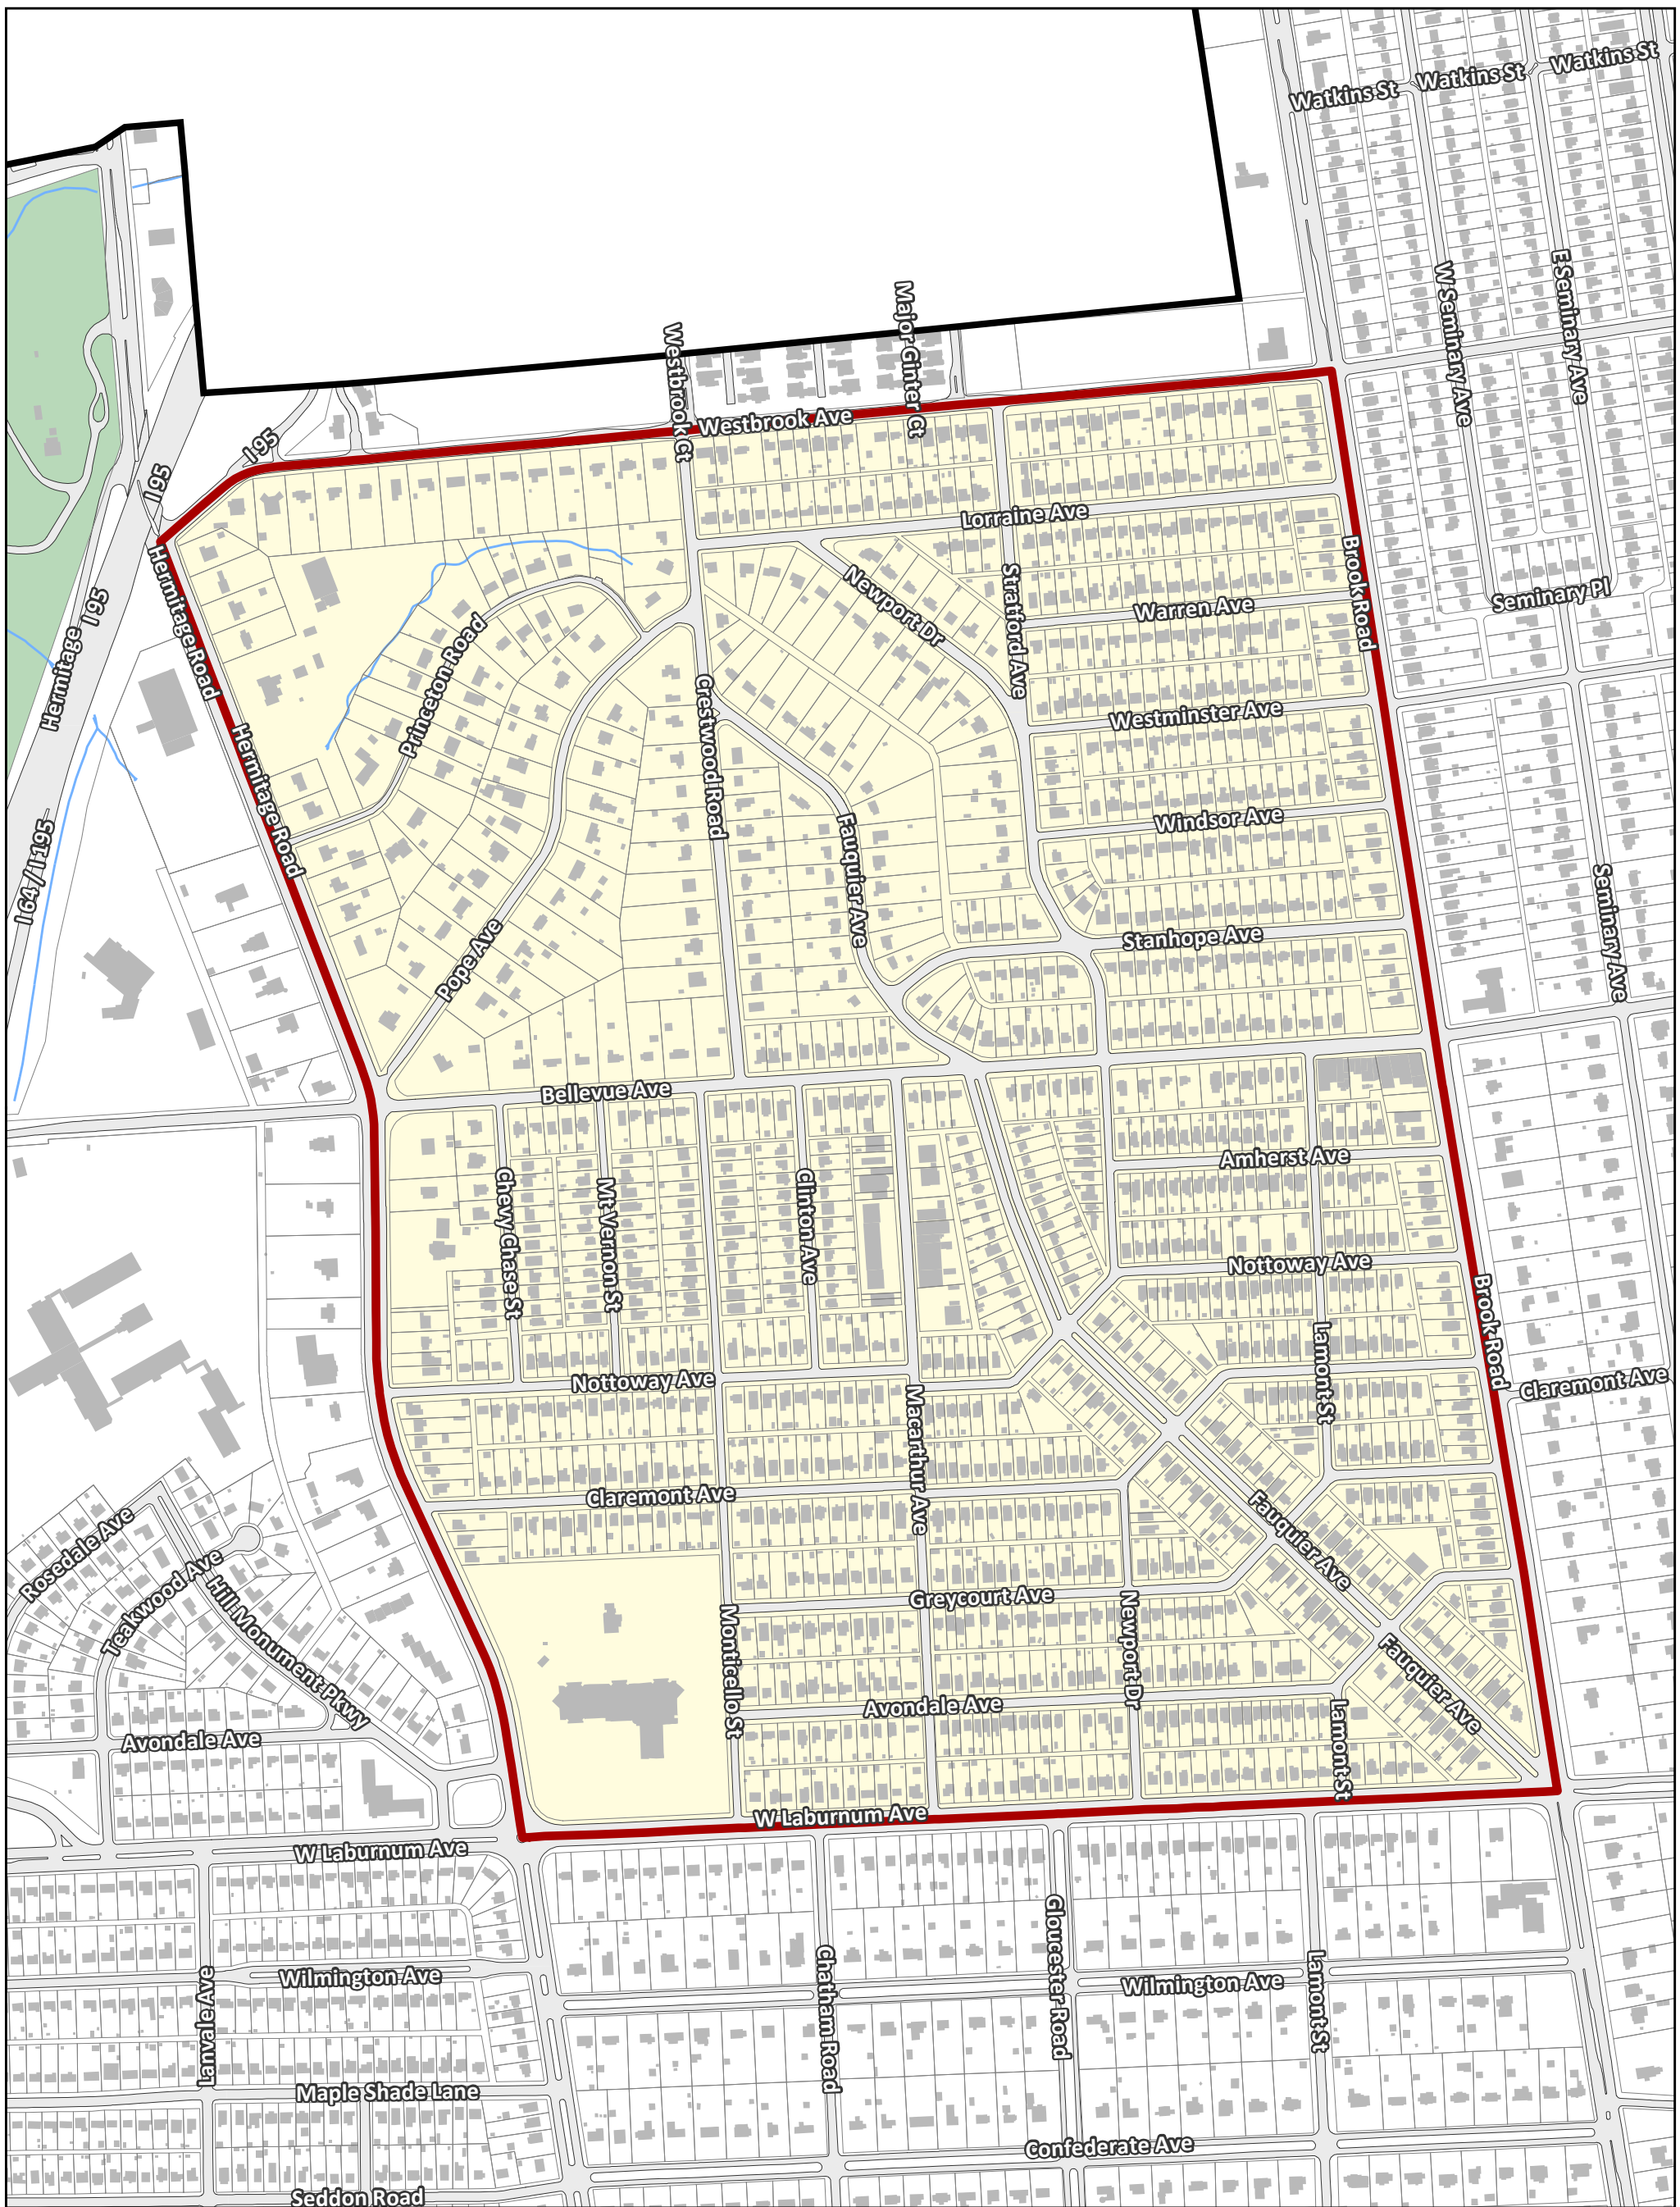 Watkins St
Watkins St
Watkins St
W Seminary Ave
E Seminary Ave
Major Ginter Ct
Westbrook Ct
Westbrook Ave
I 95
I 95
Lorraine Ave
Hermitage Road
Newport Dr
Stratford Ave
Brook Road
Warren Ave
Seminary Pl
I 95
Hermitage
Princeton Road
Crestwood Road
Westminster Ave
Hermitage Road
Windsor Ave
I 64 / I 195
Fauquier Ave
Seminary Ave
Pope Ave
Stanhope Ave
Bellevue Ave
Amherst Ave
Chevy Chase St
Mt Vernon St
Clinton Ave
Nottoway Ave
Brook Road
Lamont St
Nottoway Ave
Claremont Ave
Macarthur Ave
Claremont Ave
Fauquier Ave
Rosedale Ave
Teakwood Ave
Hill Monument Pkwy
Greycourt Ave
Monticello St
Newport Dr
Fauquier Ave
Avondale Ave
Avondale Ave
Lamont St
W Laburnum Ave
W Laburnum Ave
Gloucester Road
Chatham Road
Lamont St
Wilmington Ave
Wilmington Ave
Lanvale Ave
Maple Shade Lane
Confederate Ave
Seddon Road